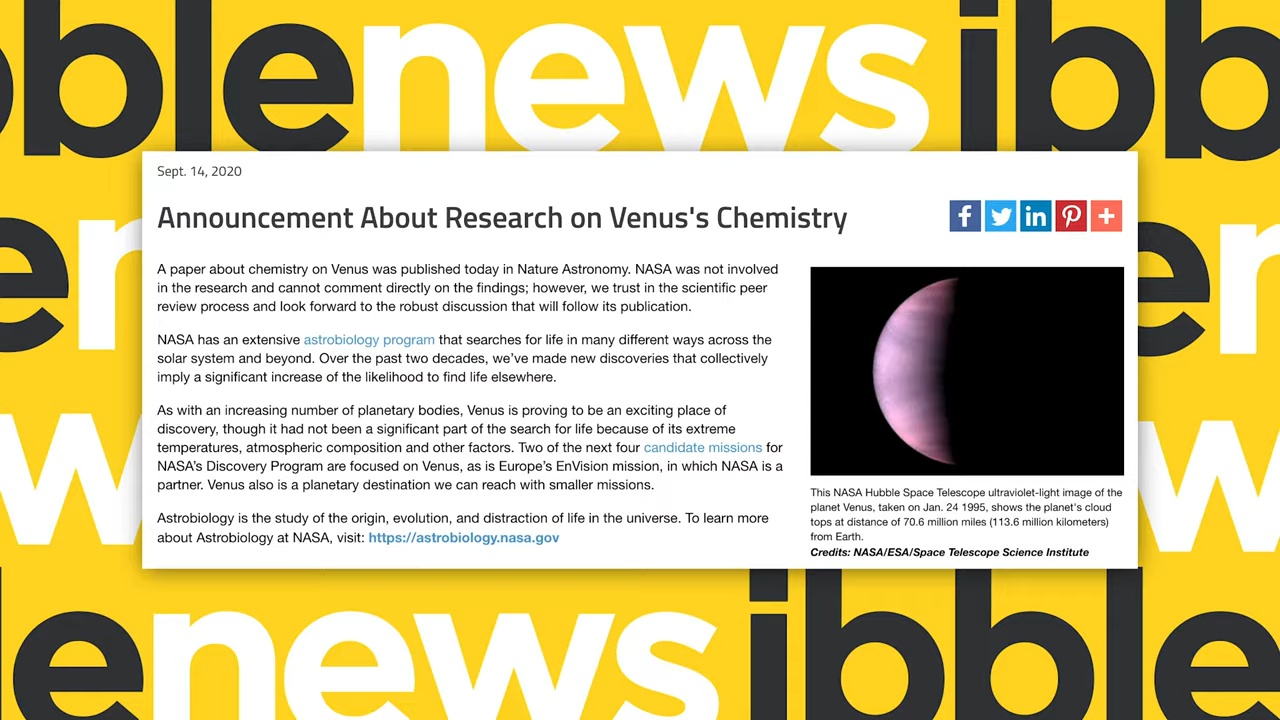 bblenewsibb
Sept. 14, 2020
Announcement About Research on Venus's Chemistry
A paper about chemistry on Venus was published today in Nature Astronomy. NASA was not involved
in the research and cannot comment directly on the findings; however, we trust in the scientific peer
review process and look forward to the robust discussion that will follow its publication.
NASA has an extensive astrobiology program that searches for life in many different ways across the
solar system and beyond. Over the past two decades, we've made new discoveries that collectively
imply a significant increase of the likelihood to find life elsewhere.
As with an increasing number of planetary bodies, Venus is proving to be an exciting place of
discovery, though it had not been a significant part of the search for life because of its extreme
temperatures, atmospheric composition and other factors. Two of the next four candidate missions for
NASA's Discovery Program are focused on Venus, as is Europe's EnVision mission, in which NASA is a
partner. Venus also is a planetary destination we can reach with smaller missions.
Astrobiology is the study of the origin, evolution, and distraction of life in the universe. To learn more
about Astrobiology at NASA, visit: https://astrobiology.nasa.gov
This NASA Hubble Space Telescope ultraviolet-light image of the
planet Venus, taken on Jan. 24 1995, shows the planet's cloud
tops at distance of 70.6 million miles (113.6 million kilometers)
from Earth.
Credits: NASA/ESA/Space Telescope Science Institute
lenewsibble